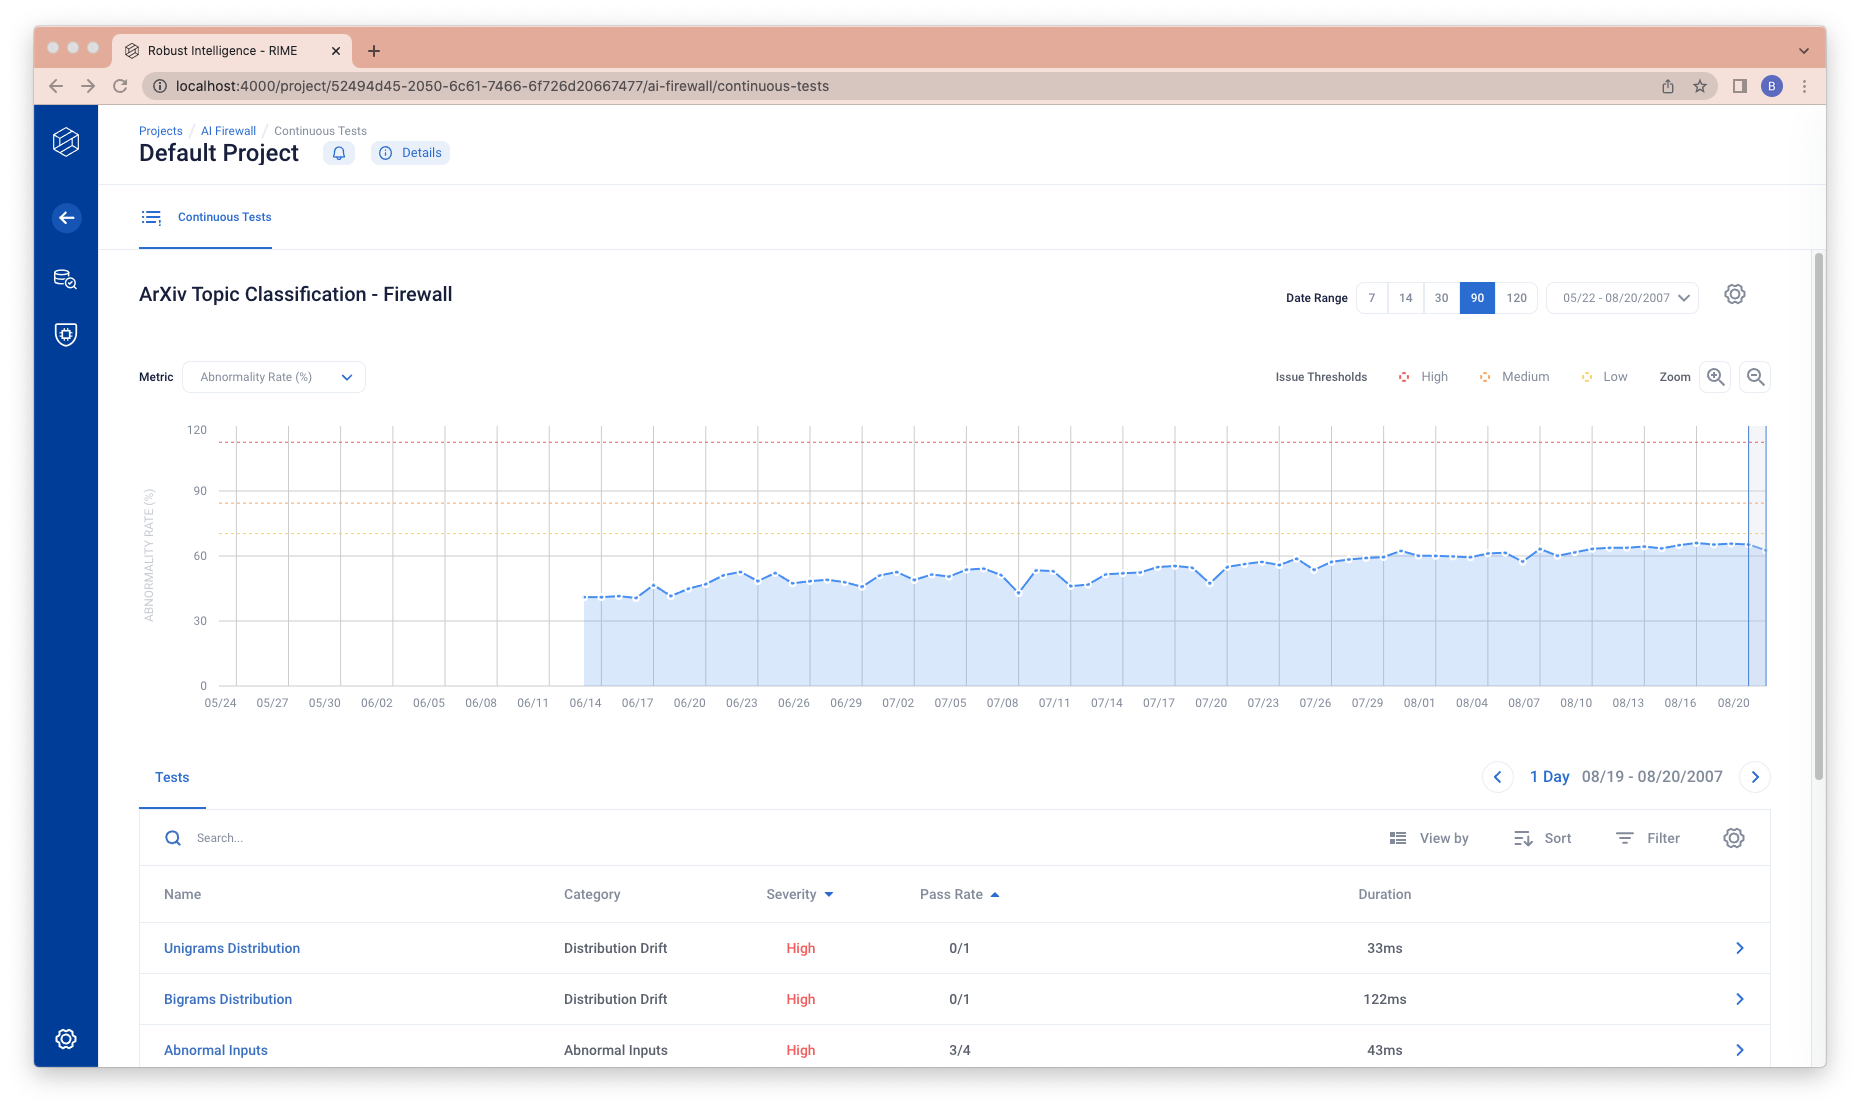 Robust Intelligence - RIME
localhost:4000/project/52494d45-2050-6c61-7466-6f726d20667477/ai-firewall/continuous-tests
B
Projects / AI Firewall / Continuous Tests
Default Project
Details
Continuous Tests
ArXiv Topic Classification - Firewall
Date Range 7 14 30 90 120 05/22 - 08/20/2007
Metric Abnormality Rate (%)
Issue Thresholds High Medium Low Zoom
ABNORMALITY RATE (%)
120
90
60
30
0
05/24 05/27 05/30 06/02 06/05 06/08 06/11 06/14 06/17 06/20 06/23 06/26 06/29 07/02 07/05 07/08 07/11 07/14 07/17 07/20 07/23 07/26 07/29 08/01 08/04 08/07 08/10 08/13 08/16 08/20
Tests
1 Day 08/19 - 08/20/2007
Search...
View by Sort Filter
Name Category Severity Pass Rate Duration
Unigrams Distribution Distribution Drift High 0/1 33ms
Bigrams Distribution Distribution Drift High 0/1 122ms
Abnormal Inputs Abnormal Inputs High 3/4 43ms